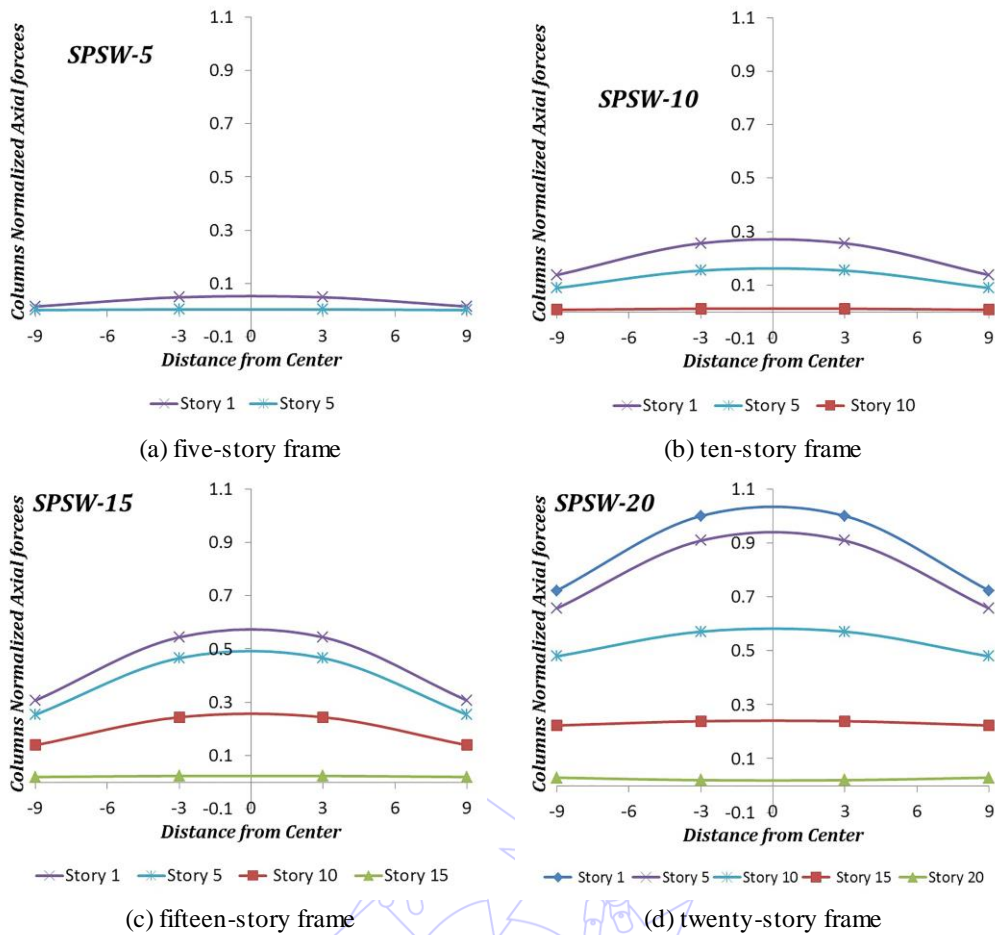 SPSW-5
Columns Normalized Axial forcees
1.1
0.9
0.7
0.5
0.3
0.1
-0.1
-9 -6 -3 0 3 6 9
Distance from Center
Story 1 Story 5
(a) five-story frame
SPSW-10
Columns Normalized Axial forcees
1.1
0.9
0.7
0.5
0.3
0.1
-0.1
-9 -6 -3 0 3 6 9
Distance from Center
Story 1 Story 5 Story 10
(b) ten-story frame
SPSW-15
Columns Normalized Axial forcees
1.1
0.9
0.7
0.5
0.3
0.1
-0.1
-9 -6 -3 0 3 6 9
Distance from Center
Story 1 Story 5 Story 10 Story 15
(c) fifteen-story frame
SPSW-20
Columns Normalized Axial forcees
1.1
0.9
0.7
0.5
0.3
0.1
-0.1
-9 -6 -3 0 3 6 9
Distance from Center
Story 1 Story 5 Story 10 Story 15 Story 20
(d) twenty-story frame